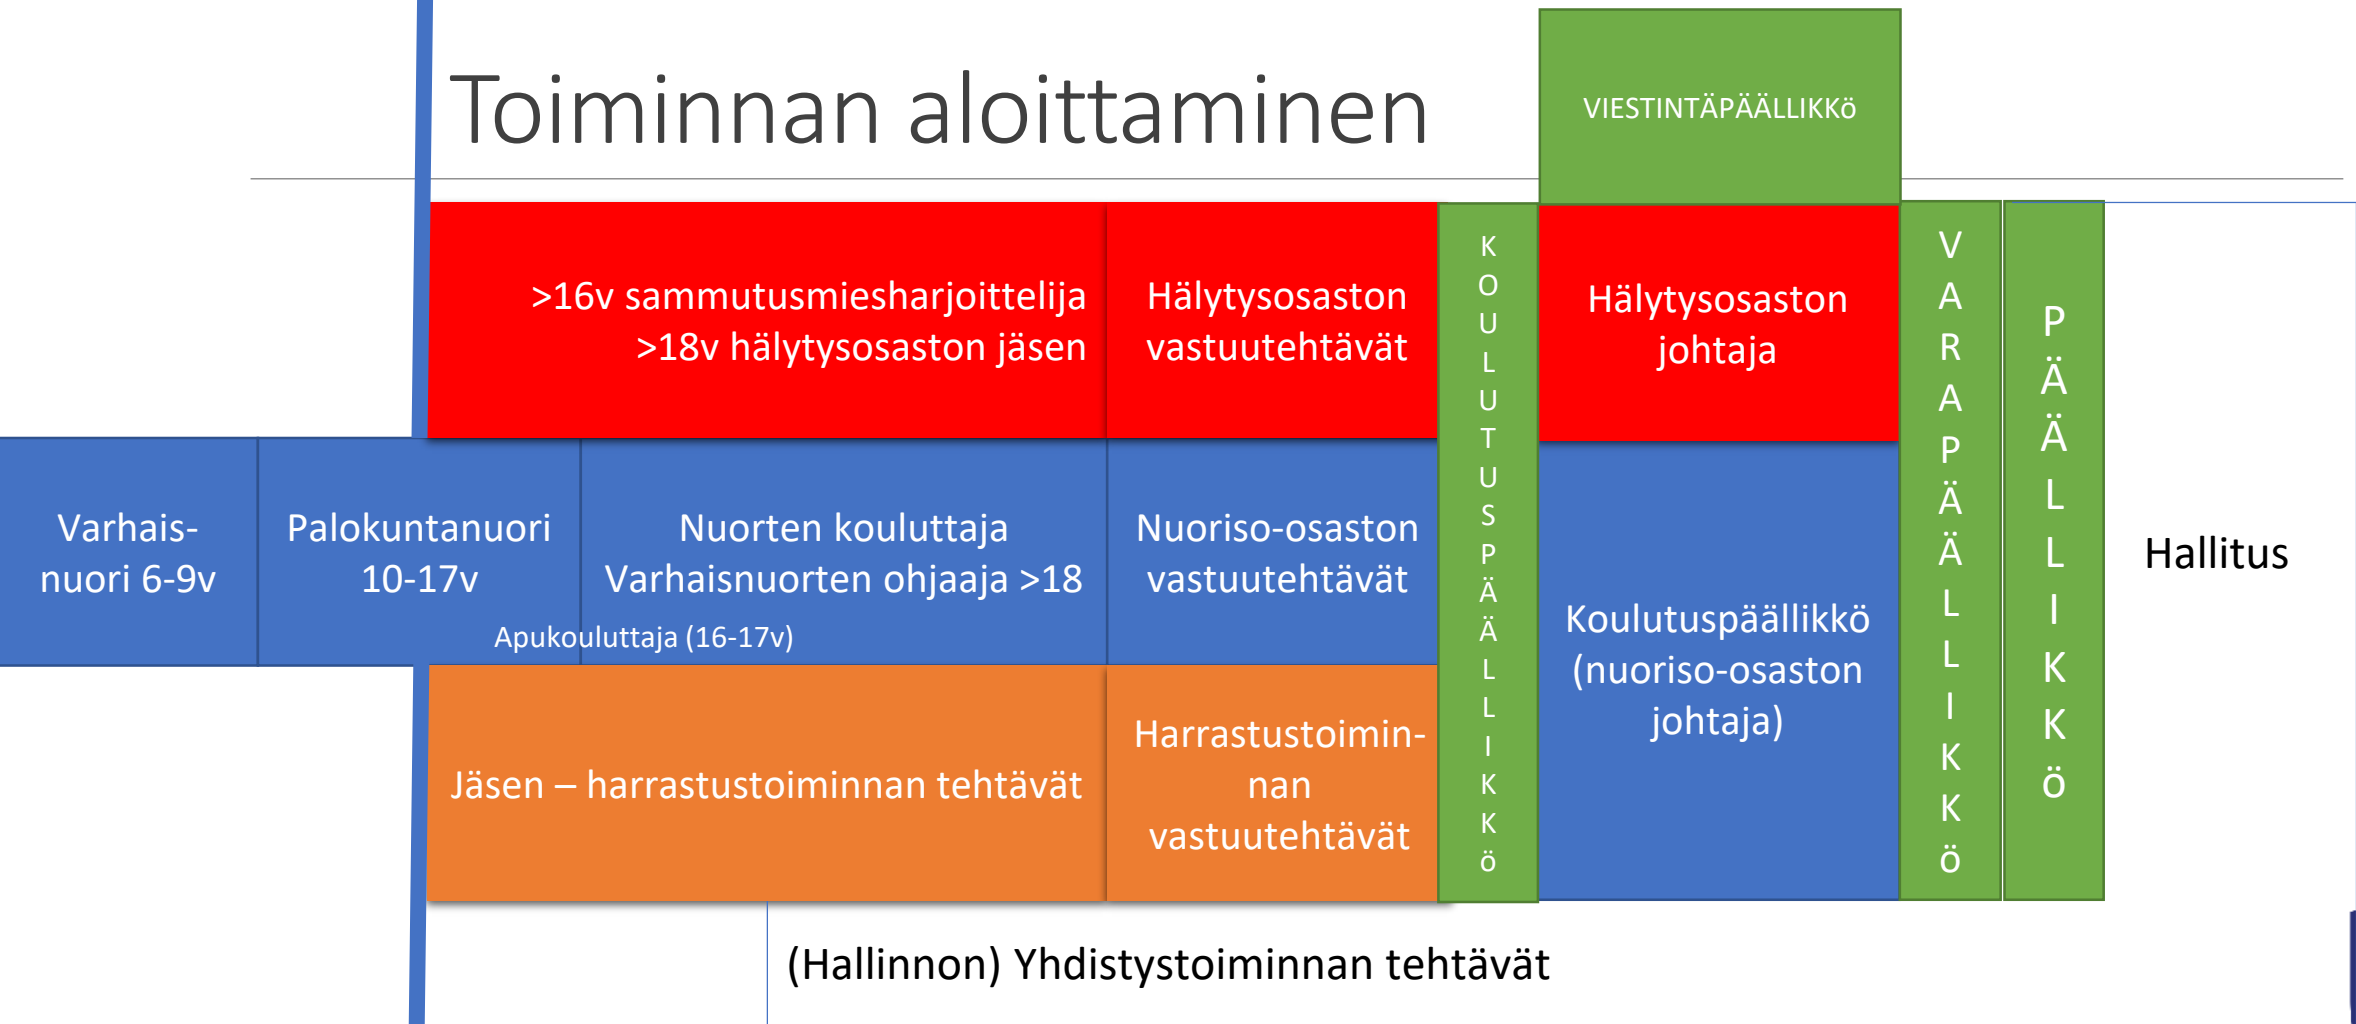 Toiminnan aloittaminen
VIESTINTÄPÄÄLLIKKö
>16v sammutusmiesharjoittelija
>18v hälytysosaston jäsen
Hälytysosaston
vastuutehtävät
KOULUTUSPÄÄLLIKKö
Hälytysosaston
johtaja
VARAPÄÄLLIKKö
PÄÄLLIKKö
Hallitus
Varhais-
nuori 6-9v
Palokuntanuori
10-17v
Nuorten kouluttaja
Varhaisnuorten ohjaaja >18
Apukouluttaja (16-17v)
Nuoriso-osaston
vastuutehtävät
Koulutuspäällikkö
(nuoriso-osaston
johtaja)
Jäsen – harrastustoiminnan tehtävät
Harrastustoimin-
nan
vastuutehtävät
(Hallinnon) Yhdistystoiminnan tehtävät